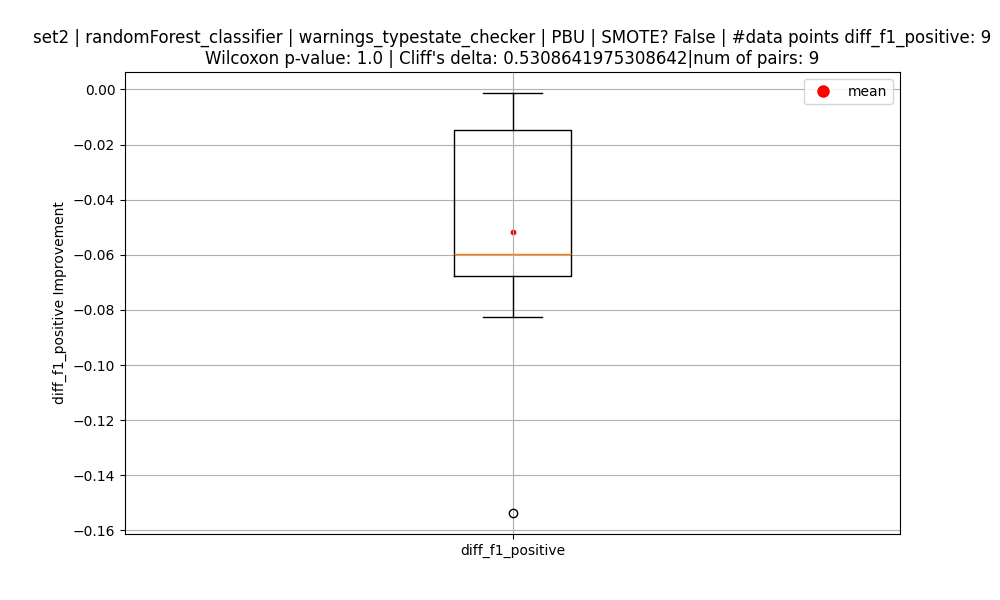 set2 | randomForest_classifier | warnings_typestate_checker | PBU | SMOTE? False | #data points diff_f1_positive: 9
Wilcoxon p-value: 1.0 | Cliff's delta: 0.5308641975308642|num of pairs: 9
mean
0.00
−0.02
−0.04
−0.06
−0.08
−0.10
−0.12
−0.14
−0.16
diff_f1_positive Improvement
diff_f1_positive